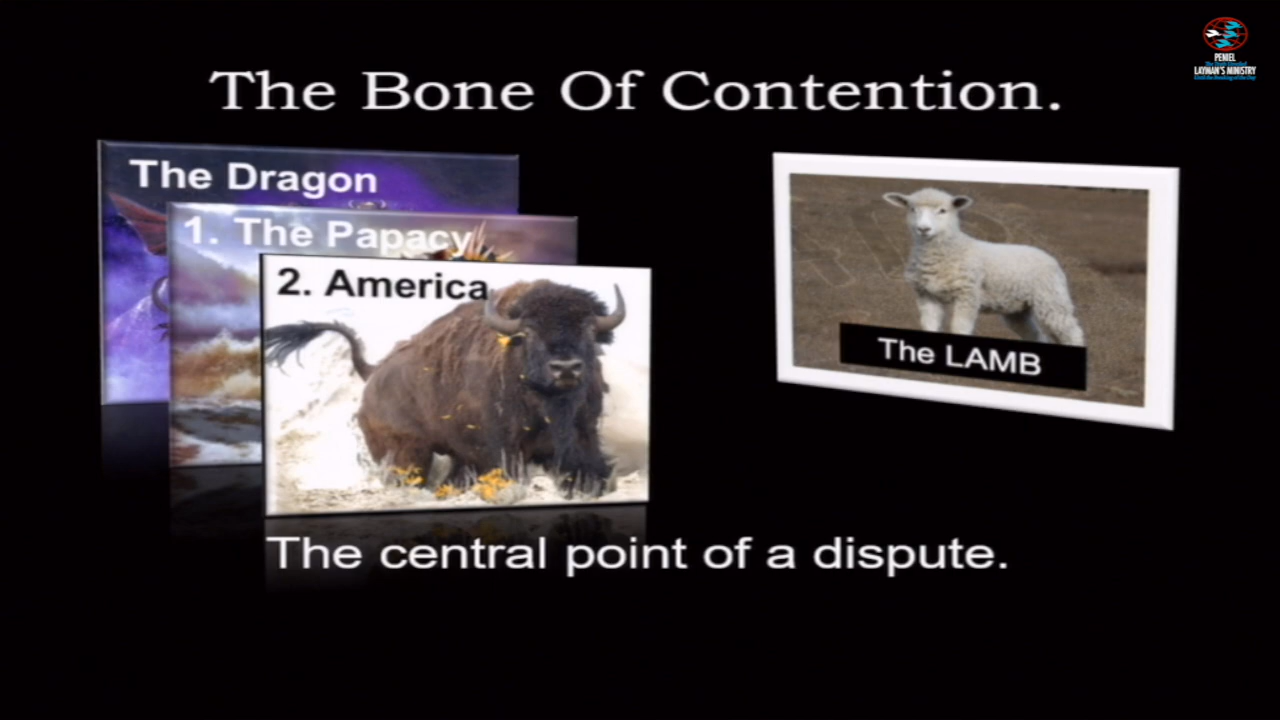 The Bone Of Contention.
PENIEL
LAYMAN'S MINISTRY
The Dragon
1. The Papacy
2. America
The LAMB
The central point of a dispute.